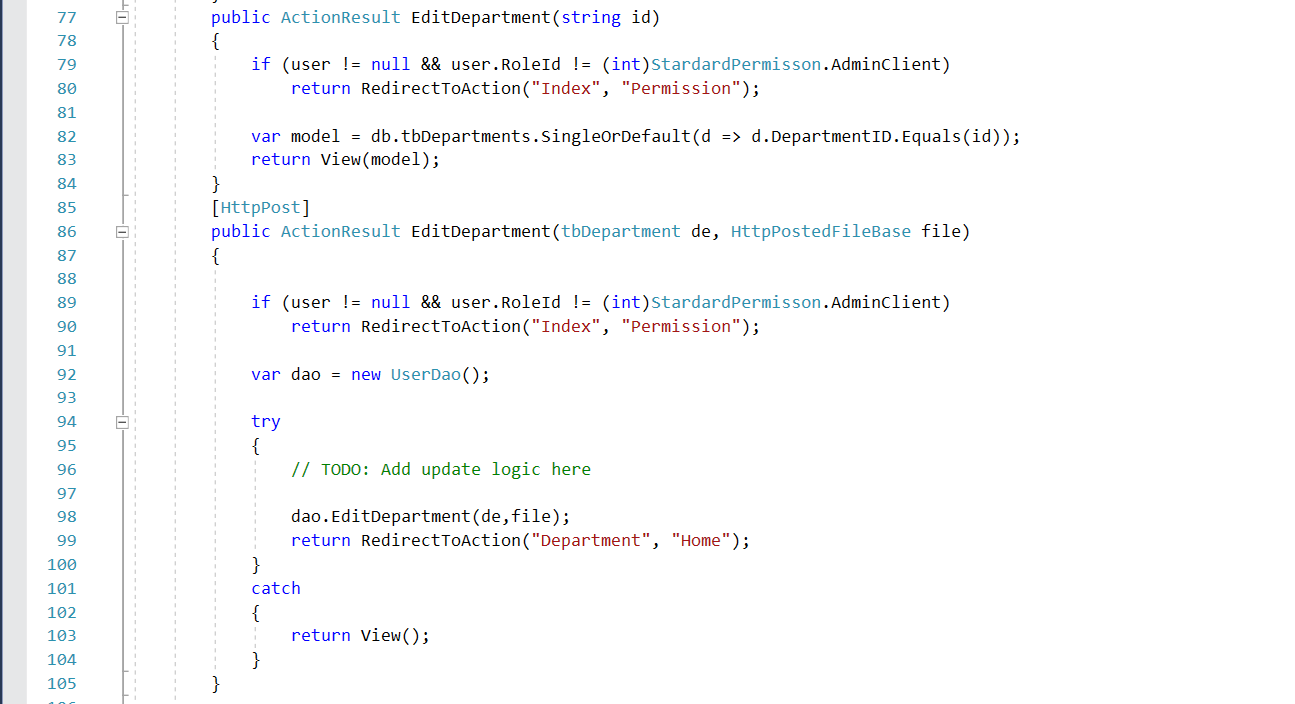 77 public ActionResult EditDepartment(string id)
78 {
79 if (user != null && user.RoleId != (int)StardardPermisson.AdminClient)
80 return RedirectToAction("Index", "Permission");
81
82 var model = db.tbDepartments.SingleOrDefault(d => d.DepartmentID.Equals(id));
83 return View(model);
84 }
85 [HttpPost]
86 public ActionResult EditDepartment(tbDepartment de, HttpPostedFileBase file)
87 {
88
89 if (user != null && user.RoleId != (int)StardardPermisson.AdminClient)
90 return RedirectToAction("Index", "Permission");
91
92 var dao = new UserDao();
93
94 try
95 {
96 // TODO: Add update logic here
97
98 dao.EditDepartment(de,file);
99 return RedirectToAction("Department", "Home");
100 }
101 catch
102 {
103 return View();
104 }
105 }